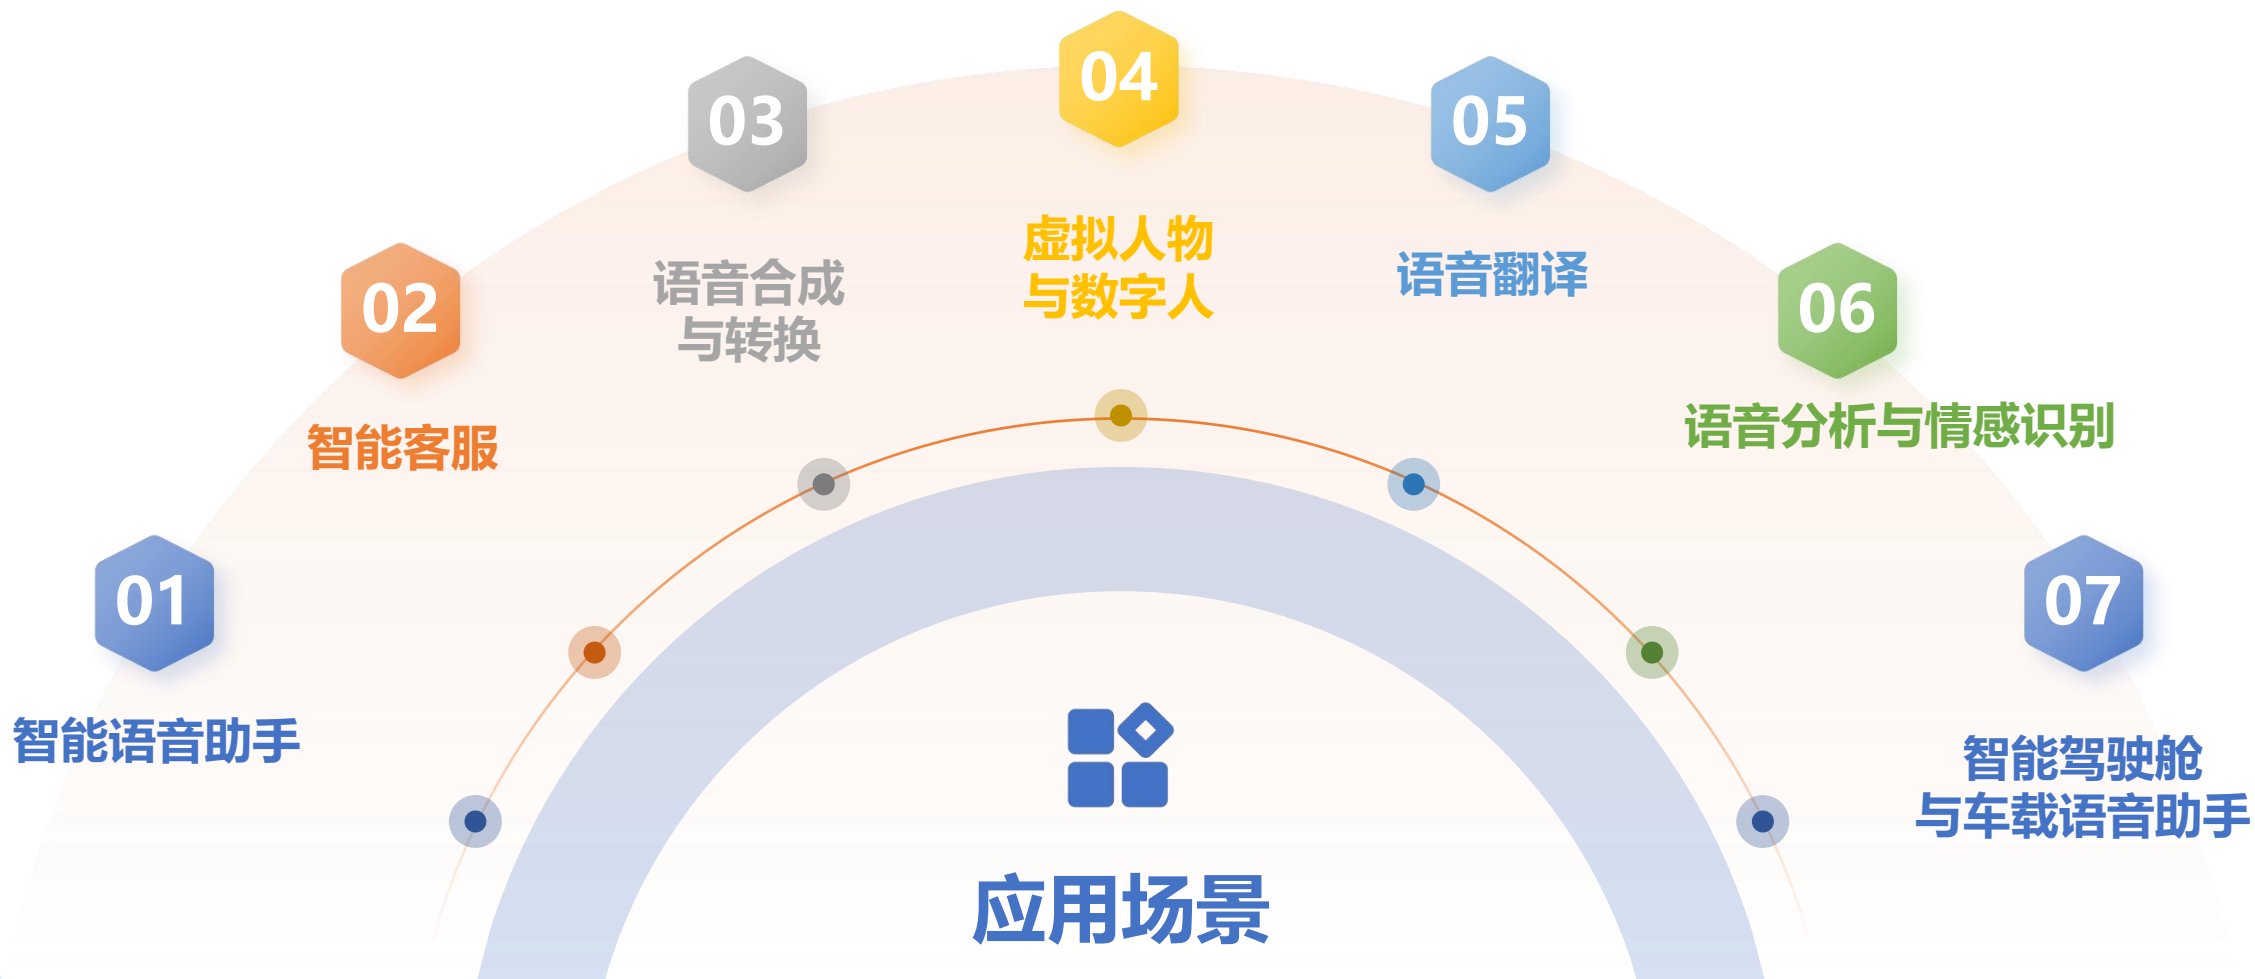 01
智能语音助手
02
智能客服
03
语音合成
与转换
04
虚拟人物
与数字人
05
语音翻译
06
语音分析与情感识别
07
智能驾驶舱
与车载语音助手
应用场景